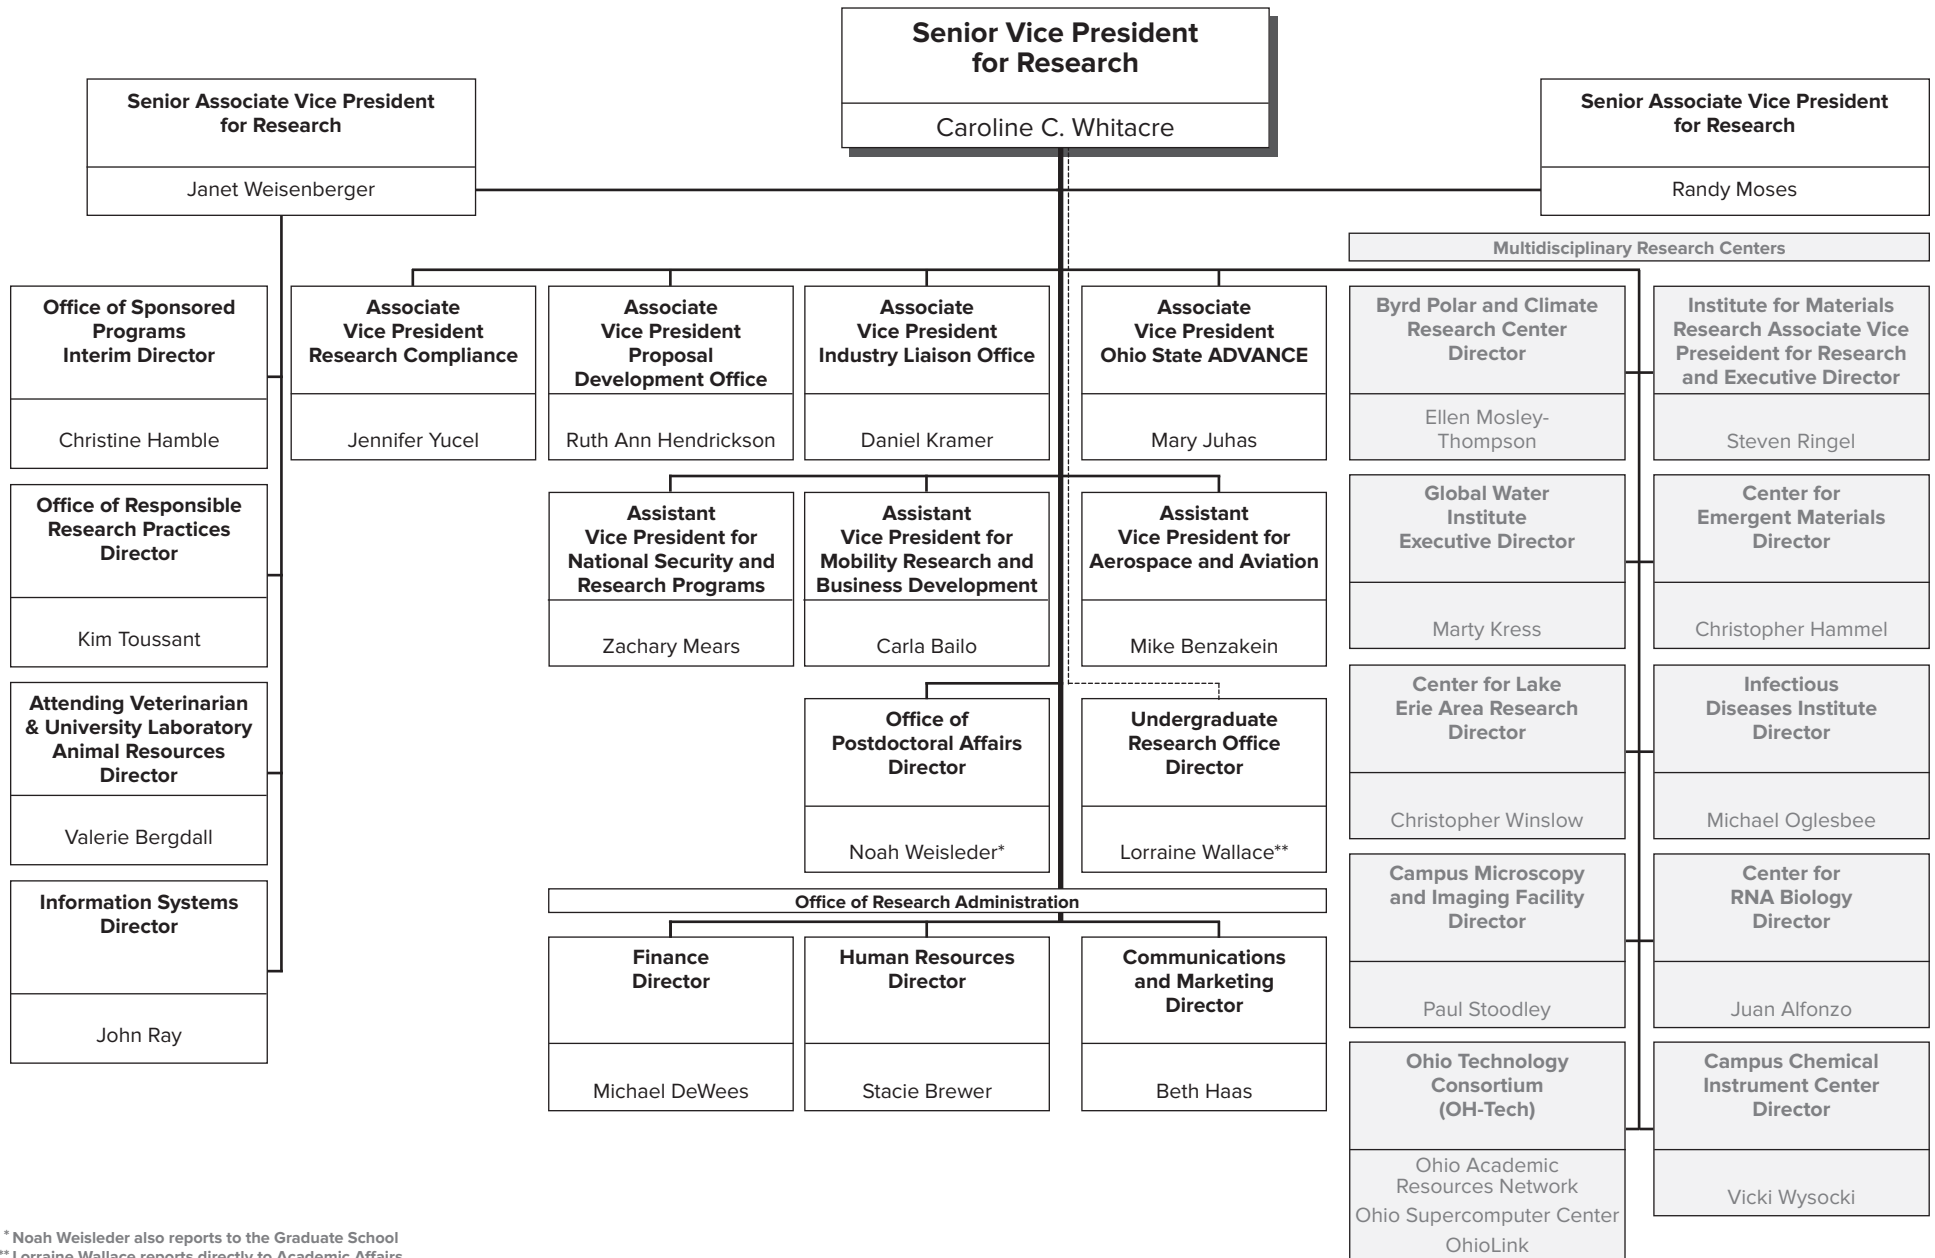 Senior Vice President
for Research
Caroline C. Whitacre
Senior Associate Vice President
for Research
Janet Weisenberger
Senior Associate Vice President
for Research
Randy Moses
Office of Sponsored
Programs
Interim Director
Christine Hamble
Office of Responsible
Research Practices
Director
Kim Toussant
Attending Veterinarian
& University Laboratory
Animal Resources
Director
Valerie Bergdall
Information Systems
Director
John Ray
Associate
Vice President
Research Compliance
Jennifer Yucel
Associate
Vice President
Proposal
Development Office
Ruth Ann Hendrickson
Associate
Vice President
Industry Liaison Office
Daniel Kramer
Associate
Vice President
Ohio State ADVANCE
Mary Juhas
Assistant
Vice President for
National Security and
Research Programs
Zachary Mears
Assistant
Vice President for
Mobility Research and
Business Development
Carla Bailo
Assistant
Vice President for
Aerospace and Aviation
Mike Benzakein
Office of
Postdoctoral Affairs
Director
Noah Weisleder*
Undergraduate
Research Office
Director
Lorraine Wallace**
Office of Research Administration
Finance
Director
Michael DeWees
Human Resources
Director
Stacie Brewer
Communications
and Marketing
Director
Beth Haas
Multidisciplinary Research Centers
Byrd Polar and Climate
Research Center
Director
Ellen Mosley-
Thompson
Institute for Materials
Research Associate Vice
Preseident for Research
and Executive Director
Steven Ringel
Global Water
Institute
Executive Director
Marty Kress
Center for
Emergent Materials
Director
Christopher Hammel
Center for Lake
Erie Area Research
Director
Christopher Winslow
Infectious
Diseases Institute
Director
Michael Oglesbee
Campus Microscopy
and Imaging Facility
Director
Paul Stoodley
Center for
RNA Biology
Director
Juan Alfonzo
Ohio Technology
Consortium
(OH-Tech)
Ohio Academic
Resources Network
Ohio Supercomputer Center
OhioLink
Campus Chemical
Instrument Center
Director
Vicki Wysocki
* Noah Weisleder also reports to the Graduate School
** Lorraine Wallace reports directly to Academic Affairs